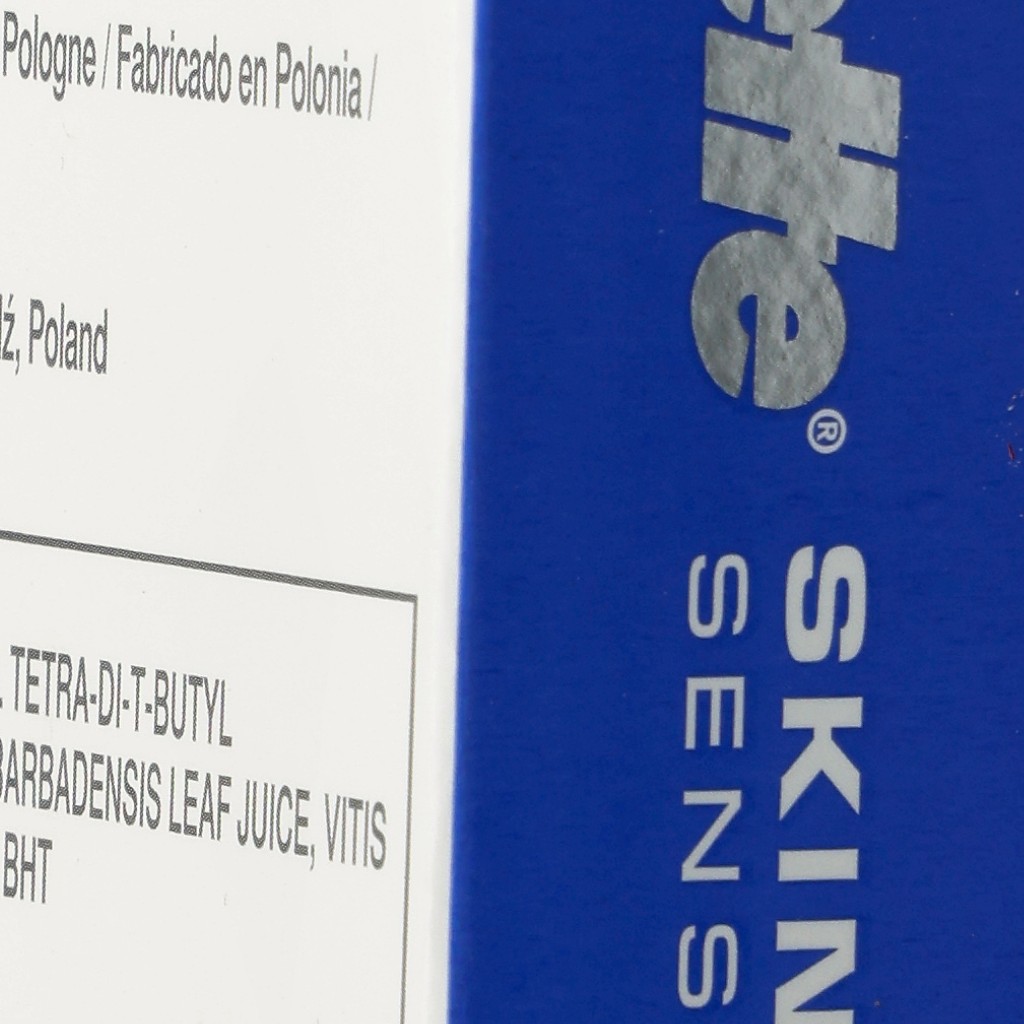 Pologne / Fabricado en Polonia /
Poland
TETRA-DI-T-BUTYL
BARBADENSIS LEAF JUICE, VITIS
BHT
ette®
SKIN
SENS